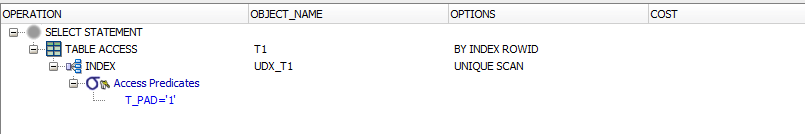 OPERATION OBJECT_NAME OPTIONS COST
SELECT STATEMENT
TABLE ACCESS T1 BY INDEX ROWID
INDEX UDX_T1 UNIQUE SCAN
Access Predicates
T_PAD='1'